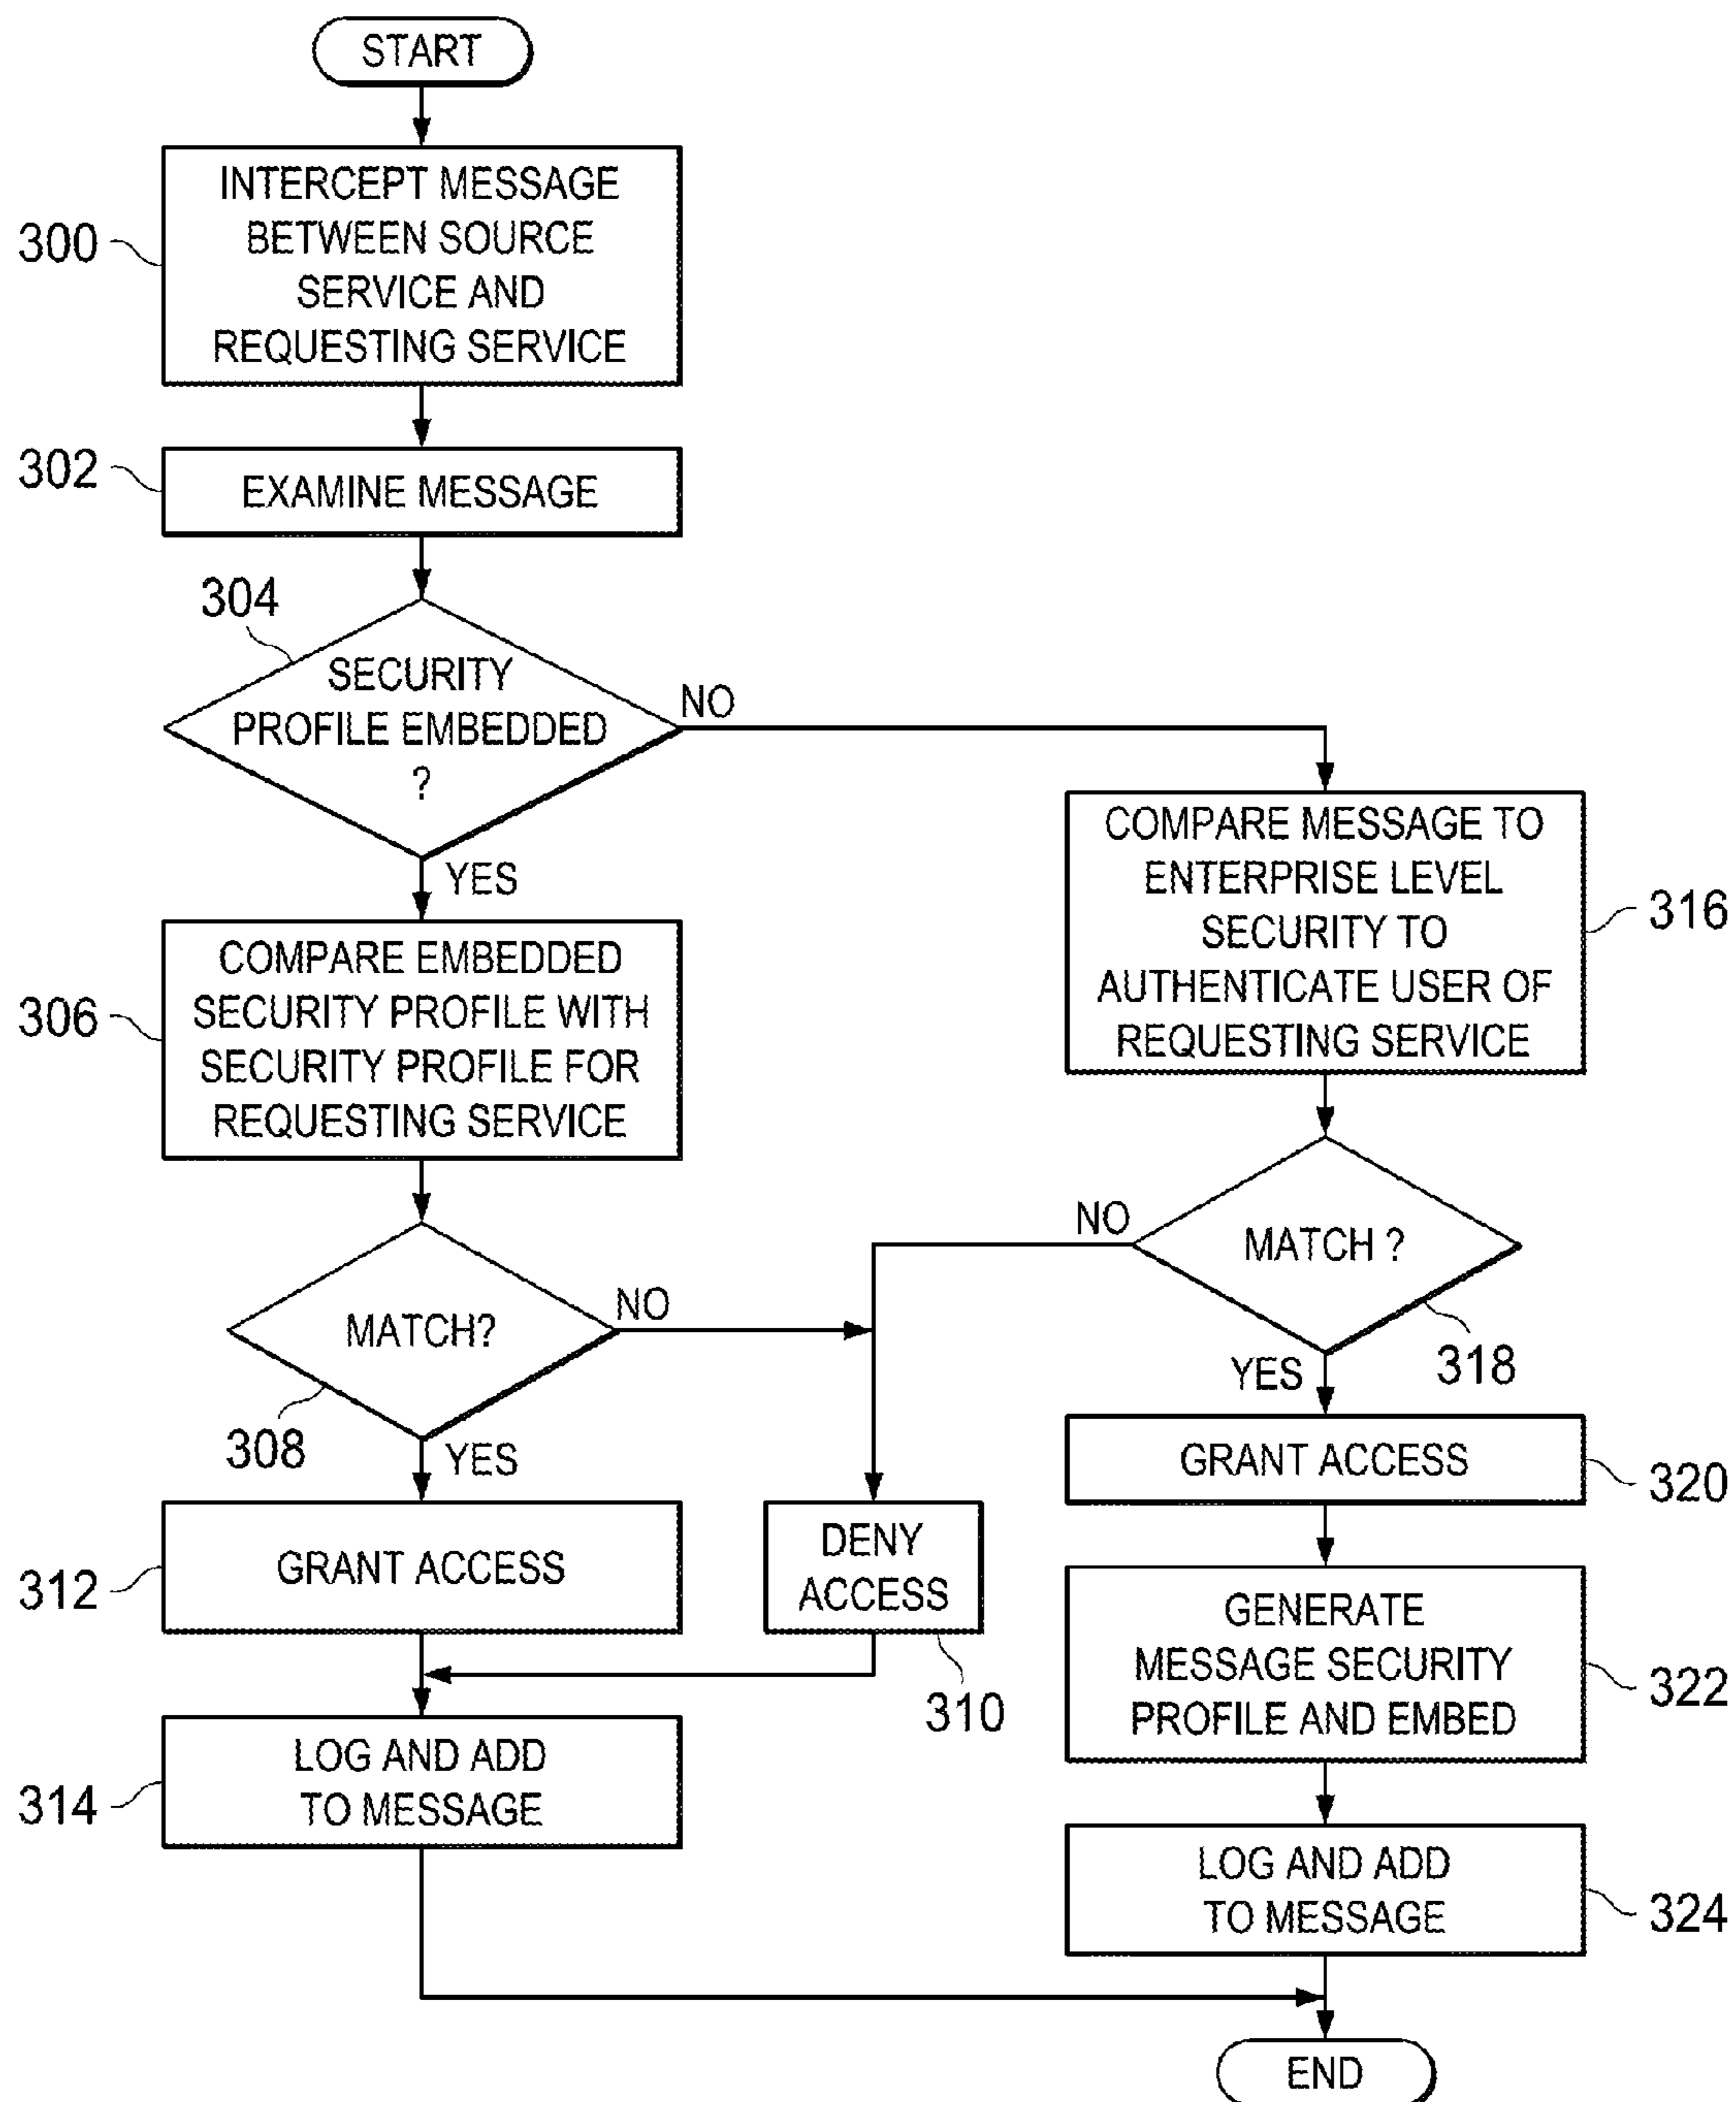 START
300
INTERCEPT MESSAGE
BETWEEN SOURCE
SERVICE AND
REQUESTING SERVICE
302
EXAMINE MESSAGE
304
SECURITY
PROFILE EMBEDDED
?
NO
YES
306
COMPARE EMBEDDED
SECURITY PROFILE WITH
SECURITY PROFILE FOR
REQUESTING SERVICE
COMPARE MESSAGE TO
ENTERPRISE LEVEL
SECURITY TO
AUTHENTICATE USER OF
REQUESTING SERVICE
316
MATCH?
NO
308
YES
NO
MATCH ?
318
YES
312
GRANT ACCESS
DENY
ACCESS
310
GRANT ACCESS
320
GENERATE
MESSAGE SECURITY
PROFILE AND EMBED
322
314
LOG AND ADD
TO MESSAGE
LOG AND ADD
TO MESSAGE
324
END